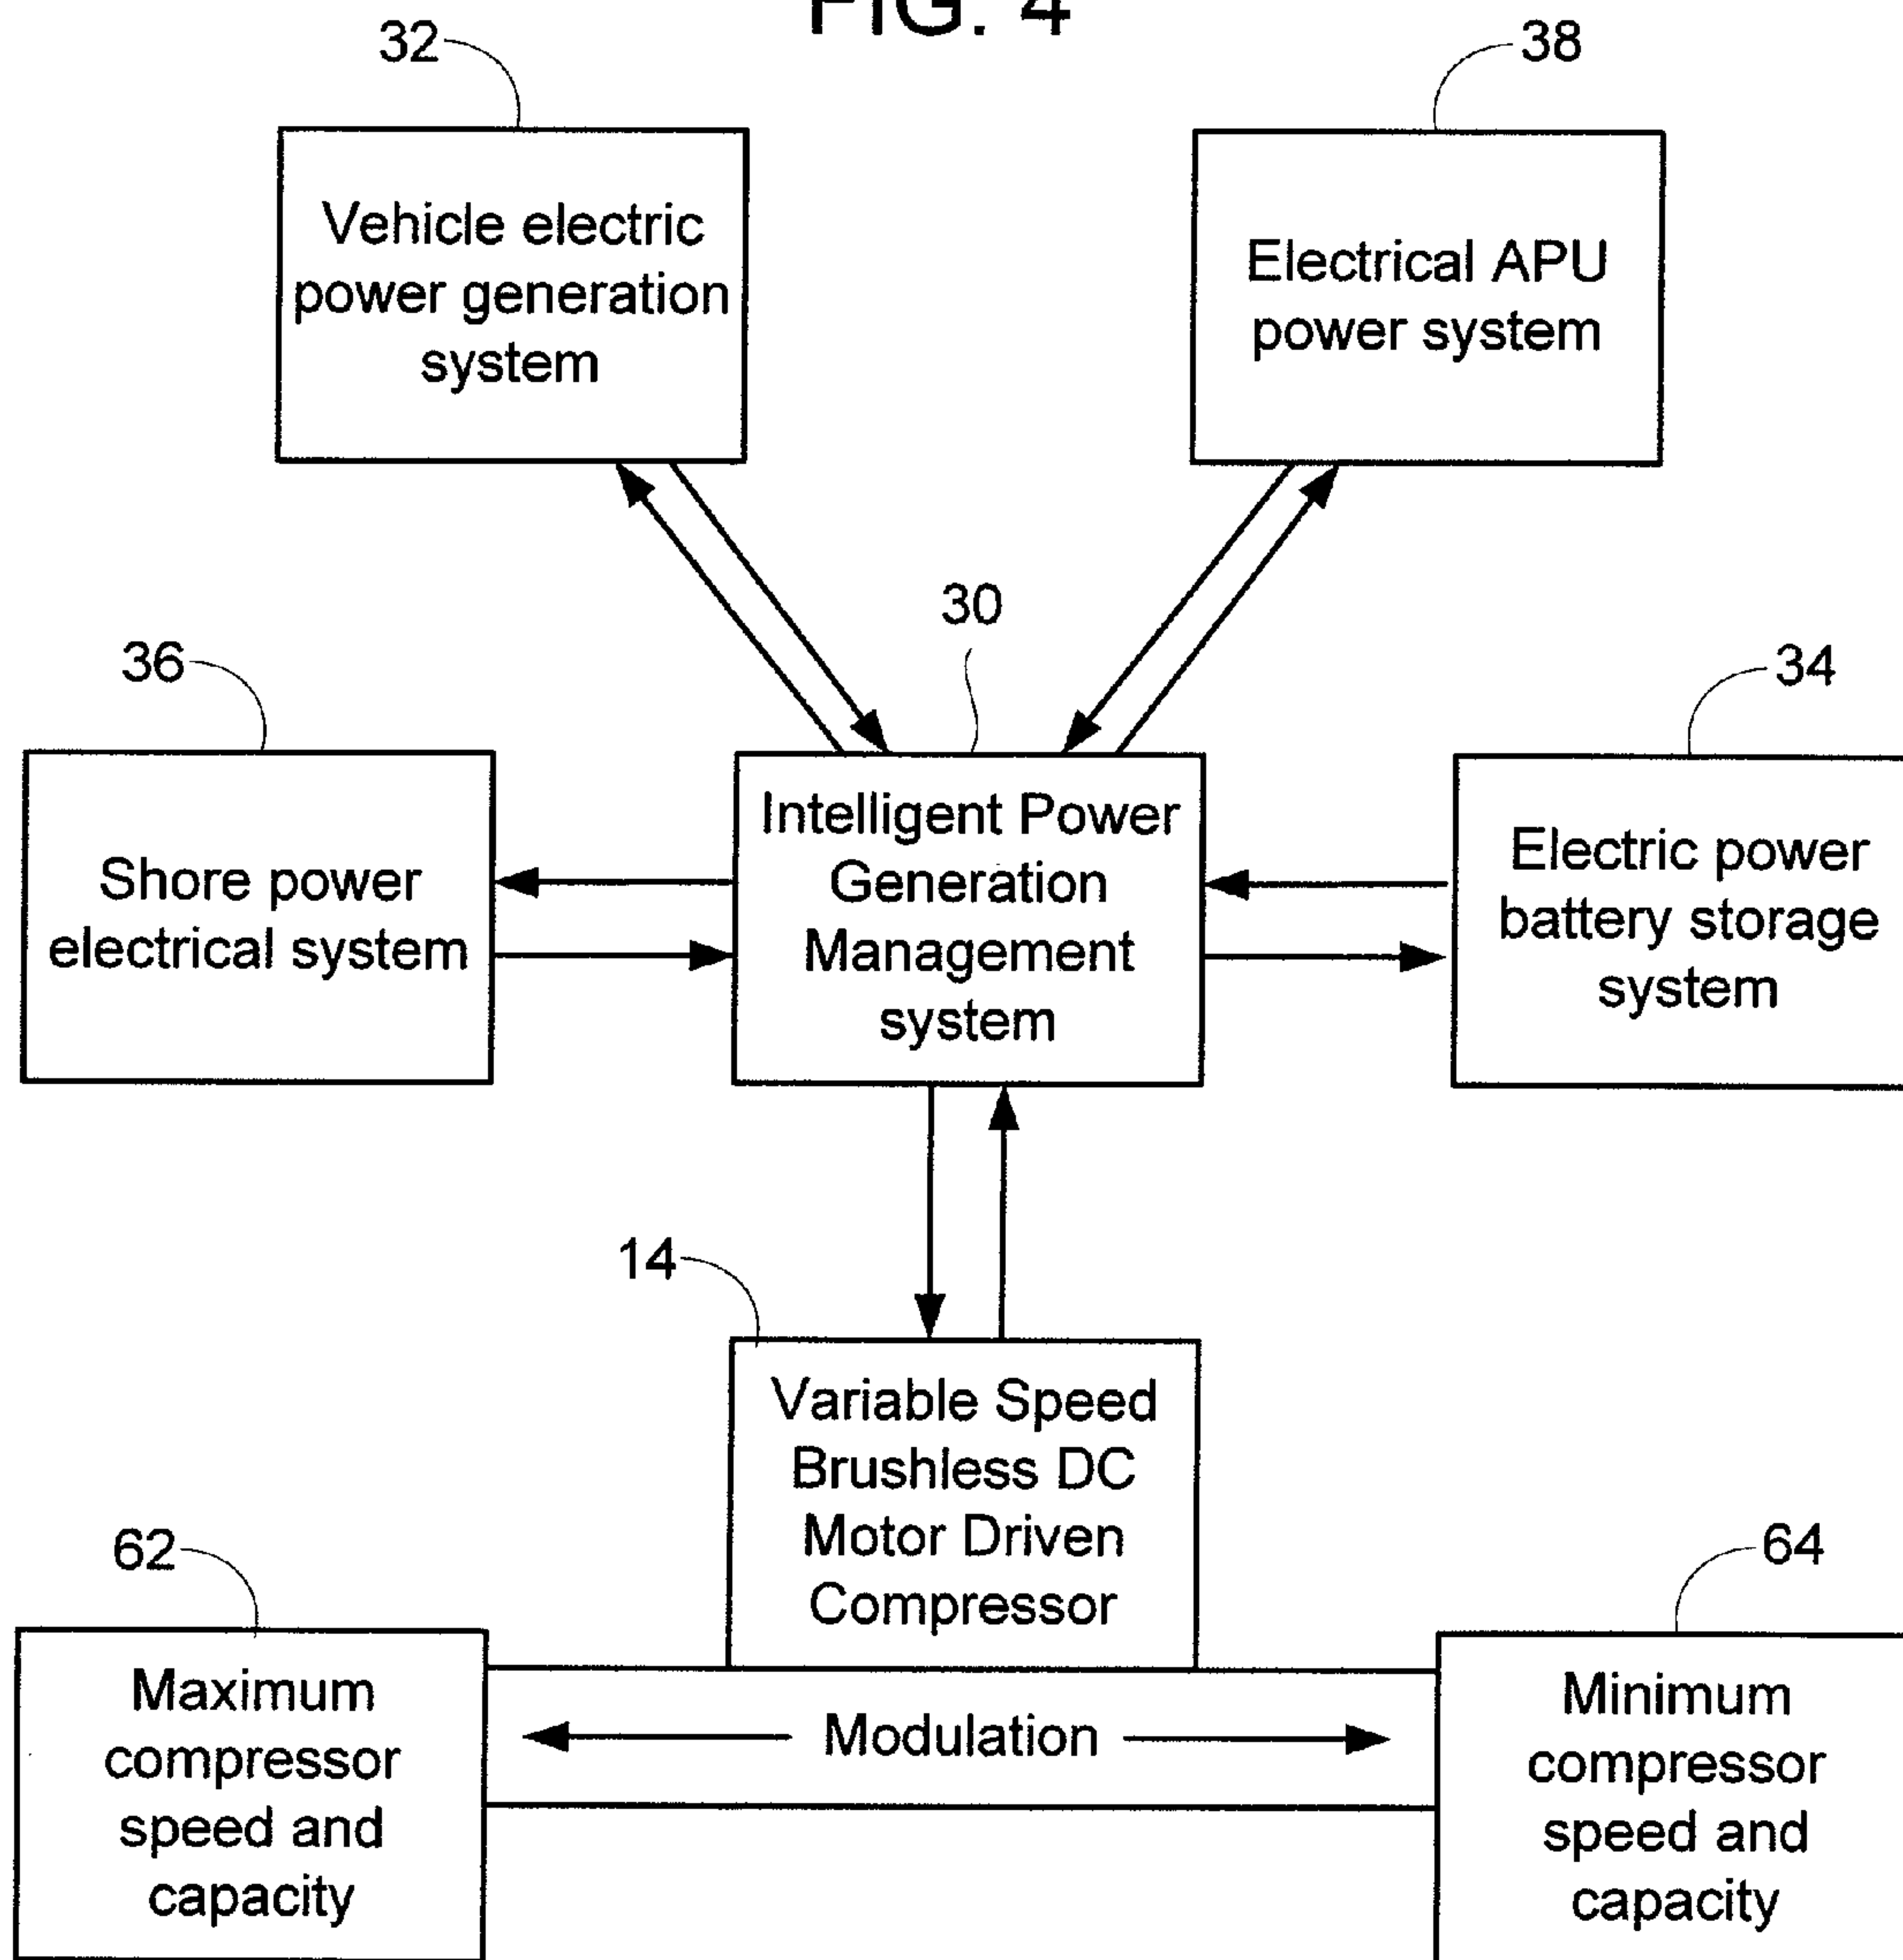 FIG. 4
32
38
Vehicle electric
power generation
system
Electrical APU
power system
30
36
34
Shore power
electrical system
Intelligent Power
Generation
Management
system
Electric power
battery storage
system
14
Variable Speed
Brushless DC
Motor Driven
Compressor
62
64
Maximum
compressor
speed and
capacity
Modulation
Minimum
compressor
speed and
capacity